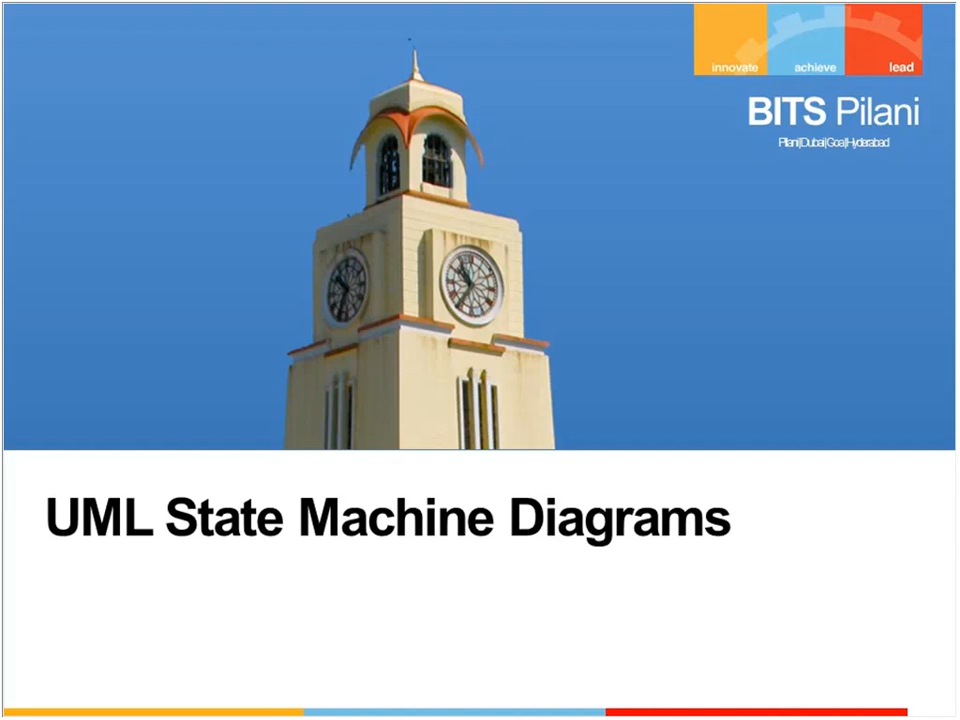 innovate achieve lead
BITS Pilani
Pilani|Dubai|Goa|Hyderabad
UML State Machine Diagrams